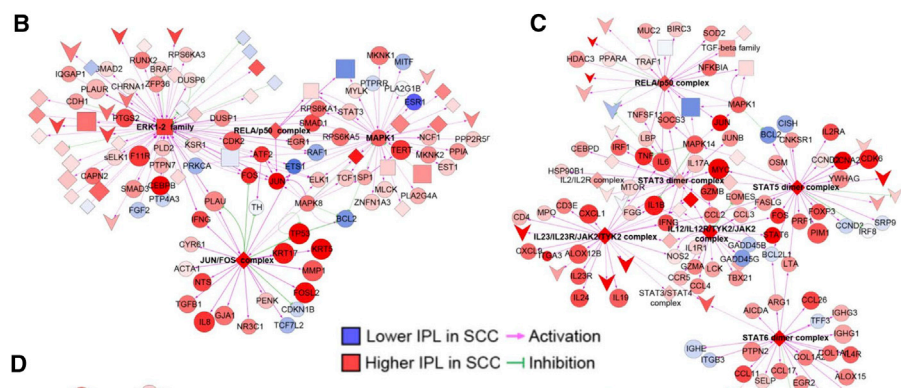 B
RUNX2
RPS6KA3
SMAD2
BRAF
IQGAP1
ZFP36
DUSP6
PLAUR
CHRNA1
CDH1
PTGS2
DUSP1
ERK1-2 family
RELA/p50 complex
CDK2
EGR1
PLD2
sELK1
F11R
KSR1
ATF2
RAF1
PTPN7
PRKCA
ETS1
CAPN2
FOS
JUN
ELK1
SMAD3
CEBPB
PTP4A3
TH
MAPK8
FGF2
PLAU
BCL2
IFNG
TP53
CYR61
KRT17
KRT5
JUN/FOS complex
ACTA1
MMP1
NTS
FOSL2
PENK
TGFB1
CDKN1B
GJA1
IL8
NR3C1
TCF7L2
MKNK1
MITF
PTPRR
MYLK
PLA2G1B
RPS6KA1
STAT3
ESR1
SMAD1
RPS6KA5
MAPK1
NCF1
TERT
PPP2R5
PPIA
MKNK2
EST1
TCF1
SP1
MLCK
ZNFN1A3
PLA2G4A
Lower IPL in SCC
Activation
Higher IPL in SCC
Inhibition
C
MUC2
BIRC3
SOD2
TGF-beta family
HDAC3
PPARA
TRAF1
NFKBIA
RELA/p50 complex
MAPK1
TNFSF11
SOCS3
JUN
CISH
BCL2
CNKSR1
IL2RA
LBP
MAPK14
JUNB
CEBPD
IRF1
TNF
IL6
IL17A
OSM
CCND3
CCNA2
CDK6
HSP90B1
MYC
YWHAG
IL2/IL2R complex
STAT3 dimer complex
STAT5 dimer complex
MTOR
GZMB
EOMES
FASLG
CD4
MPO
CD3E
CXCL1
FGG
IL1B
CCL2
CCL3
FOS
FOXP3
SRP9
IFNG
PRF1
CCND2
IRF8
IL23/IL23R/JAK2/TYK2 complex
IL12/IL12R/TYK2/JAK2
complex
STAT6
PIM1
CXCL9
ITGA3
ALOX12B
IL1R1
GADD45B
NOS2
GADD45G
BCL2L1
GZMA
LCK
LTA
IL23R
CCR5
TBX21
CCL4
IL24
IL19
STAT3/STAT4
complex
ARG1
AICDA
CCL26
TFF3
IGHG3
IGHG1
STAT6 dimer complex
IGHE
ITGB3
PTPN2
COL1A2
COL1A1
IL4R
CCL11
CCL17
SELP
EGR2
ALOX15
D